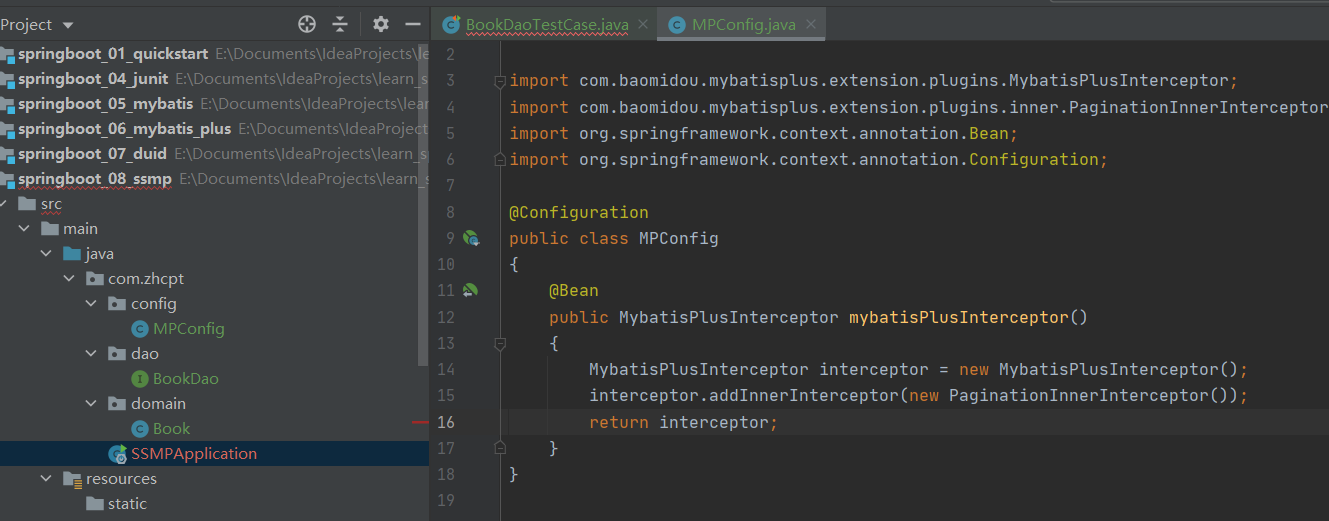 Project
springboot_01_quickstart E:\Documents\IdeaProjects\le
springboot_04_junit E:\Documents\IdeaProjects\learn_s
springboot_05_mybatis E:\Documents\IdeaProjects\learn
springboot_06_mybatis_plus E:\Documents\IdeaProject
springboot_07_duid E:\Documents\IdeaProjects\learn_sp
springboot_08_ssmp E:\Documents\IdeaProjects\learn_s
src
main
java
com.zhcpt
config
MPConfig
dao
BookDao
domain
Book
SSMPApplication
resources
static
BookDaoTestCase.java
MPConfig.java
2
3 import com.baomidou.mybatisplus.extension.plugins.MybatisPlusInterceptor;
4 import com.baomidou.mybatisplus.extension.plugins.inner.PaginationInnerInterceptor
5 import org.springframework.context.annotation.Bean;
6 import org.springframework.context.annotation.Configuration;
7
8 @Configuration
9 public class MPConfig
10 {
11 @Bean
12 public MybatisPlusInterceptor mybatisPlusInterceptor()
13 {
14 MybatisPlusInterceptor interceptor = new MybatisPlusInterceptor();
15 interceptor.addInnerInterceptor(new PaginationInnerInterceptor());
16 return interceptor;
17 }
18 }
19